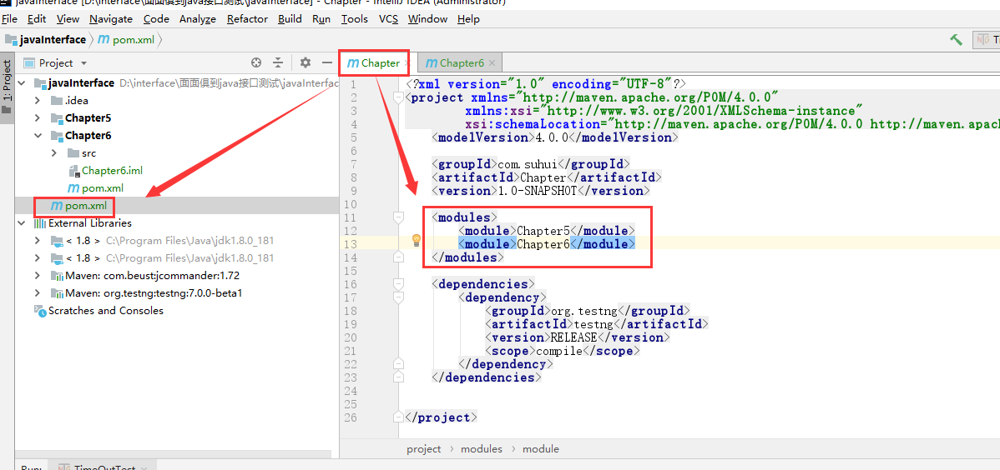 javaInterface [D:\interface\面面俱到java接口测试\javaInterface] - Chapter - IntelliJ IDEA (Administrator)
File Edit View Navigate Code Analyze Refactor Build Run Tools VCS Window Help
javaInterface pom.xml
T
1: Project
Project
Chapter Chapter6
javaInterface D:\interface\面面俱到java接口测试\javaInterfac
.idea
Chapter5
Chapter6
src
Chapter6.iml
pom.xml
pom.xml
External Libraries
< 1.8 > C:\Program Files\Java\jdk1.8.0_181
< 1.8 > C:\Program Files\Java\jdk1.8.0_181
Maven: com.beust:jcommander:1.72
Maven: org.testng:testng:7.0.0-beta1
Scratches and Consoles
1 <?xml version="1.0" encoding="UTF-8"?>
2 <project xmlns="http://maven.apache.org/POM/4.0.0"
3 xmlns:xsi="http://www.w3.org/2001/XMLSchema-instance"
4 xsi:schemaLocation="http://maven.apache.org/POM/4.0.0 http://maven.apac
5 <modelVersion>4.0.0</modelVersion>
6
7 <groupId>com.suhui</groupId>
8 <artifactId>Chapter</artifactId>
9 <version>1.0-SNAPSHOT</version>
10
11 <modules>
12 <module>Chapter5</module>
13 <module>Chapter6</module>
14 </modules>
15
16 <dependencies>
17 <dependency>
18 <groupId>org.testng</groupId>
19 <artifactId>testng</artifactId>
20 <version>RELEASE</version>
21 <scope>compile</scope>
22 </dependency>
23 </dependencies>
24
25
26 </project>
project › modules › module
Run: TimeOutTest